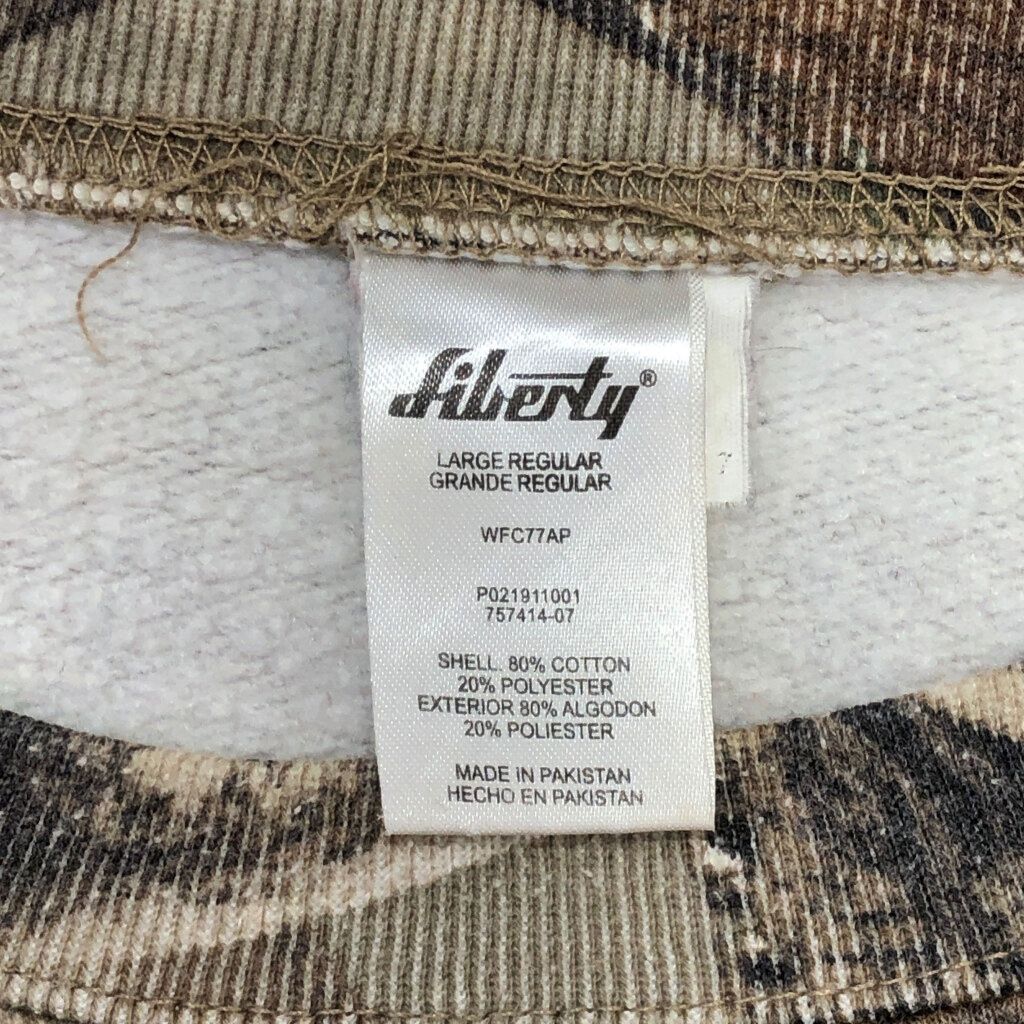 Liberty®
LARGE REGULAR
GRANDE REGULAR
WFC77AP
P021911001
757414-07
SHELL. 80% COTTON
20% POLYESTER
EXTERIOR 80% ALGODON
20% POLIESTER
MADE IN PAKISTAN
HECHO EN PAKISTAN